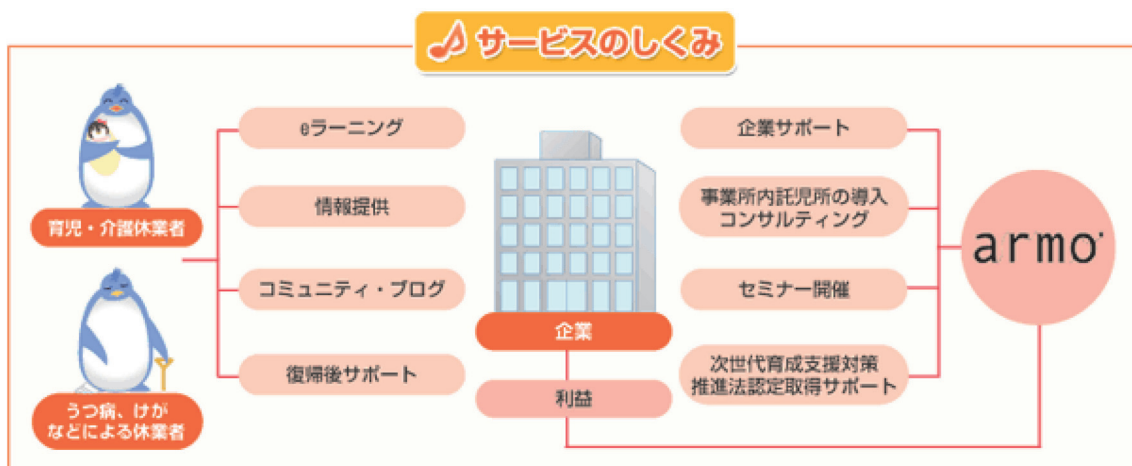 サービスのしくみ
育児・介護休業者
うつ病、けが
などによる休業者
eラーニング
情報提供
コミュニティ・ブログ
復帰後サポート
企業
利益
企業サポート
事業所内託児所の導入
コンサルティング
セミナー開催
次世代育成支援対策
推進法認定取得サポート
armo